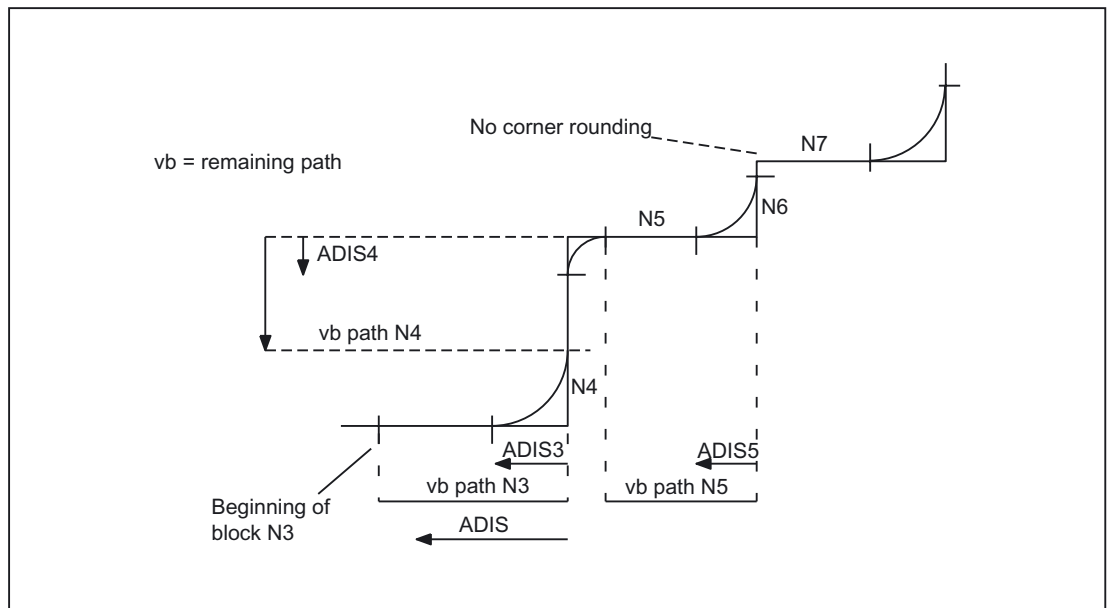 No corner rounding
N7
vb = remaining path
N6
N5
ADIS4
vb path N4
N4
ADIS3
ADIS5
vb path N3
vb path N5
Beginning of
block N3
ADIS